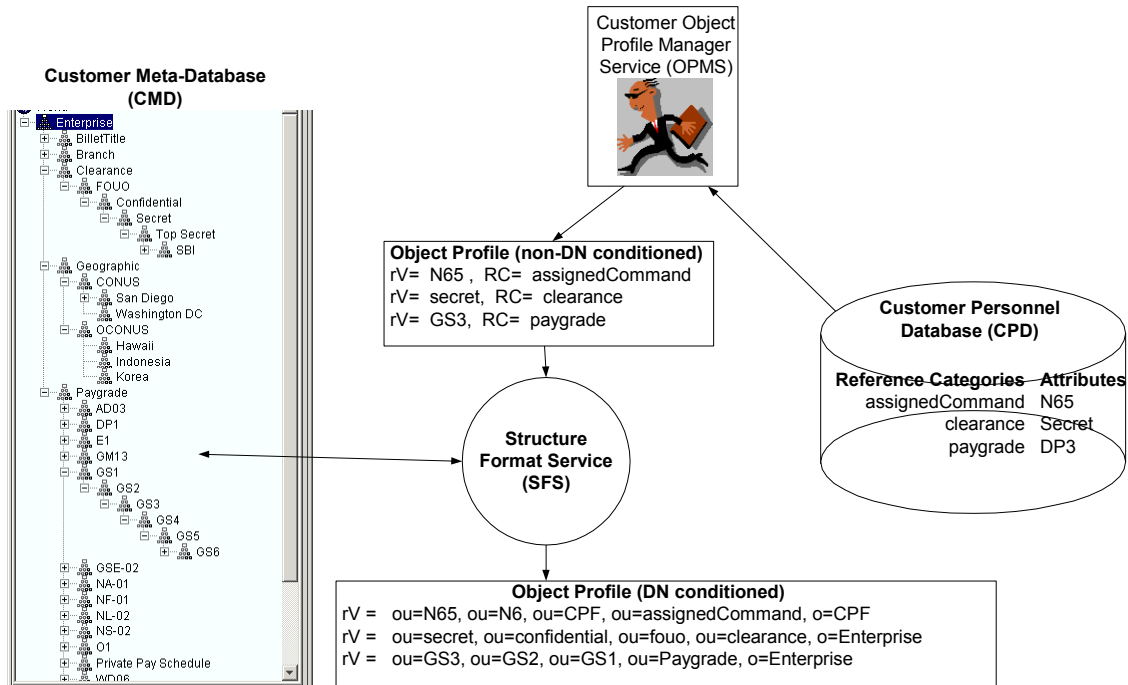 Customer Object
Profile Manager
Service (OPMS)
Customer Meta-Database
(CMD)
Enterprise
BilletTitle
Branch
Clearance
FOUO
Confidential
Secret
Top Secret
SBI
Geographic
CONUS
San Diego
Washington DC
OCONUS
Hawaii
Indonesia
Korea
Paygrade
AD03
DP1
E1
GM13
GS1
GS2
GS3
GS4
GS5
GS6
GSE-02
NA-01
NF-01
NL-02
NS-02
O1
Private Pay Schedule
WD06
Object Profile (non-DN conditioned)
rV= N65 , RC= assignedCommand
rV= secret, RC= clearance
rV= GS3, RC= paygrade
Customer Personnel
Database (CPD)
Reference Categories Attributes
assignedCommand N65
clearance Secret
paygrade DP3
Structure
Format Service
(SFS)
Object Profile (DN conditioned)
rV = ou=N65, ou=N6, ou=CPF, ou=assignedCommand, o=CPF
rV = ou=secret, ou=confidential, ou=fouo, ou=clearance, o=Enterprise
rV = ou=GS3, ou=GS2, ou=GS1, ou=Paygrade, o=Enterprise